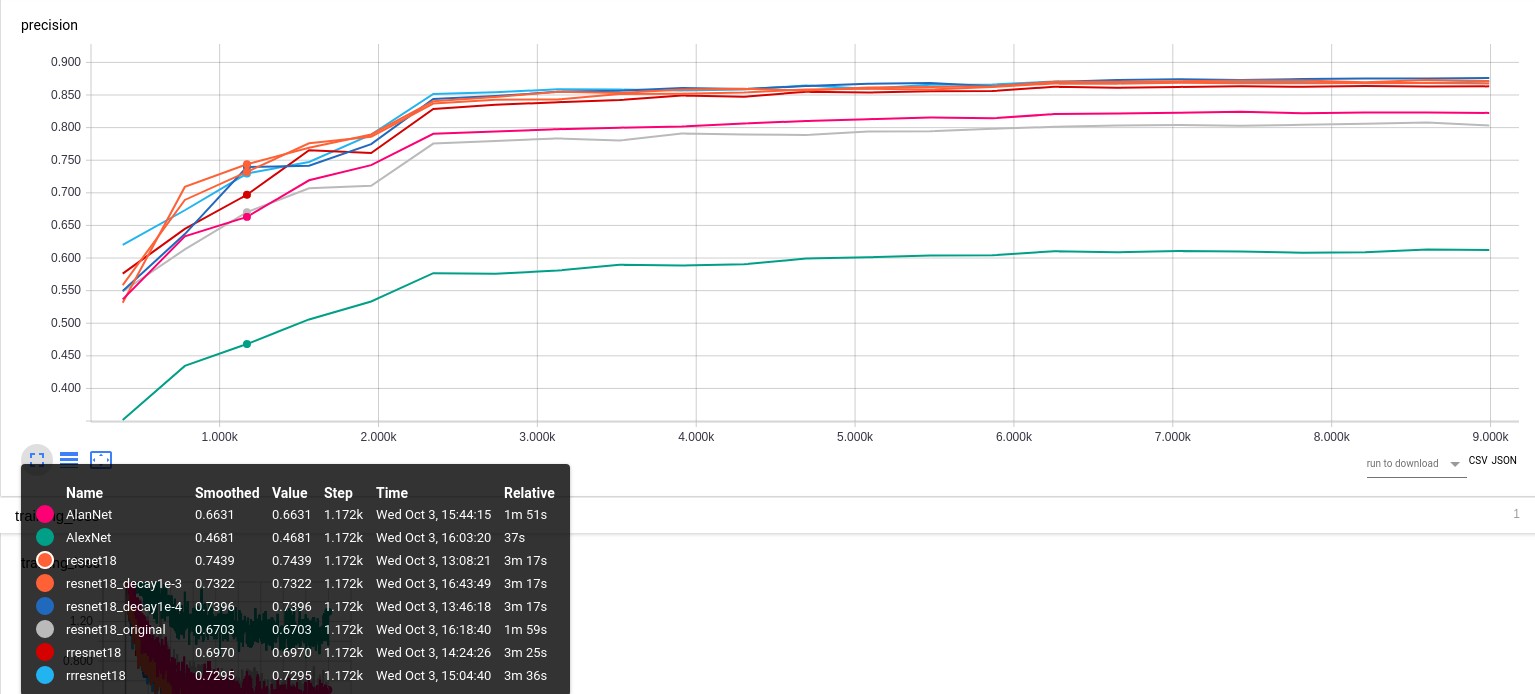 precision
0.900
0.850
0.800
0.750
0.700
0.650
0.600
0.550
0.500
0.450
0.400
1.000k 2.000k 3.000k 4.000k 5.000k 6.000k 7.000k 8.000k 9.000k
run to download CSV JSON
Name Smoothed Value Step Time Relative
AlanNet 0.6631 0.6631 1.172k Wed Oct 3, 15:44:15 1m 51s
1
AlexNet 0.4681 0.4681 1.172k Wed Oct 3, 16:03:20 37s
resnet18 0.7439 0.7439 1.172k Wed Oct 3, 13:08:21 3m 17s
resnet18_decay1e-3 0.7322 0.7322 1.172k Wed Oct 3, 16:43:49 3m 17s
resnet18_decay1e-4 0.7396 0.7396 1.172k Wed Oct 3, 13:46:18 3m 17s
1.20
resnet18_original 0.6703 0.6703 1.172k Wed Oct 3, 16:18:40 1m 59s
rresnet18 0.6970 0.6970 1.172k Wed Oct 3, 14:24:26 3m 25s
0.800
rrresnet18 0.7295 0.7295 1.172k Wed Oct 3, 15:04:40 3m 36s